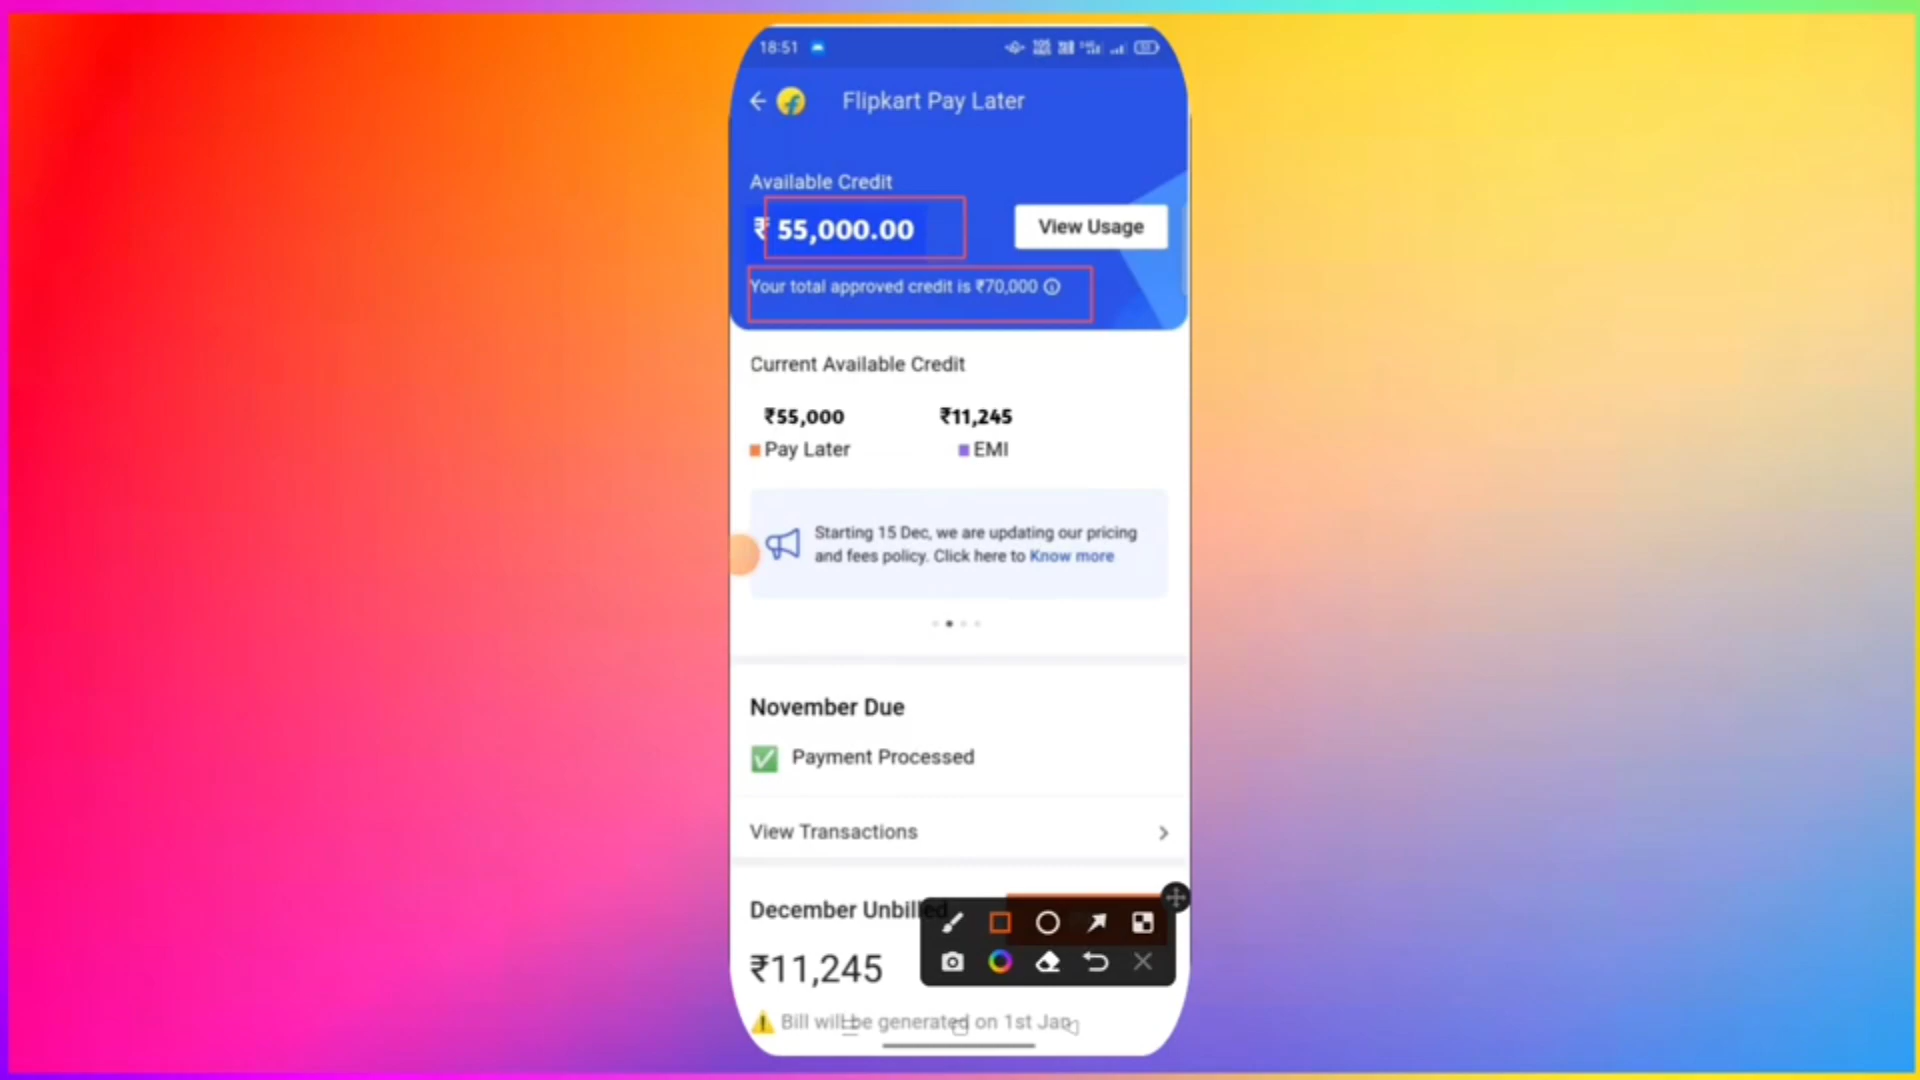 18:51
Flipkart Pay Later
Available Credit
₹ 55,000.00
View Usage
Your total approved credit is ₹70,000
Current Available Credit
₹55,000 ₹11,245
Pay Later EMI
Starting 15 Dec, we are updating our pricing
and fees policy. Click here to Know more
November Due
Payment Processed
View Transactions
December Unbilled
₹11,245
Bill will be generated on 1st Jan